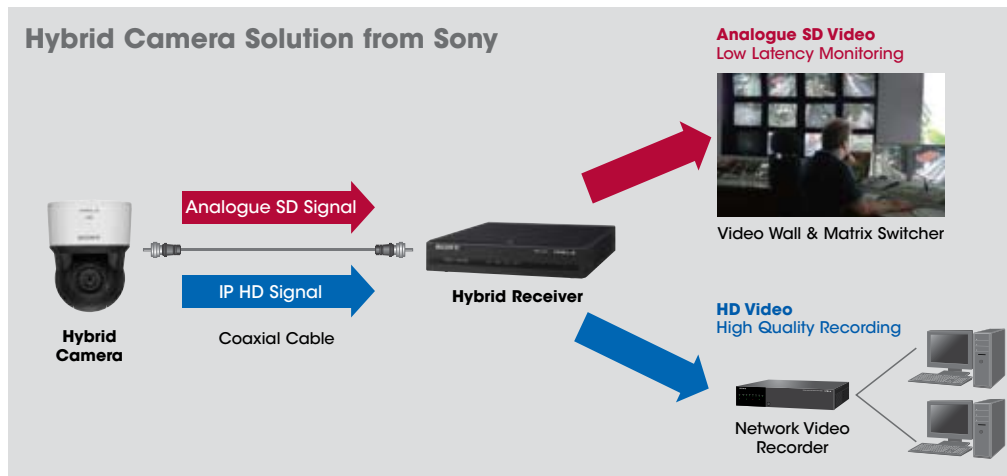 Hybrid Camera Solution from Sony
Analogue SD Video
Low Latency Monitoring
Analogue SD Signal
IP HD Signal
Coaxial Cable
Hybrid
Camera
Hybrid Receiver
Video Wall & Matrix Switcher
HD Video
High Quality Recording
Network Video
Recorder
SONY